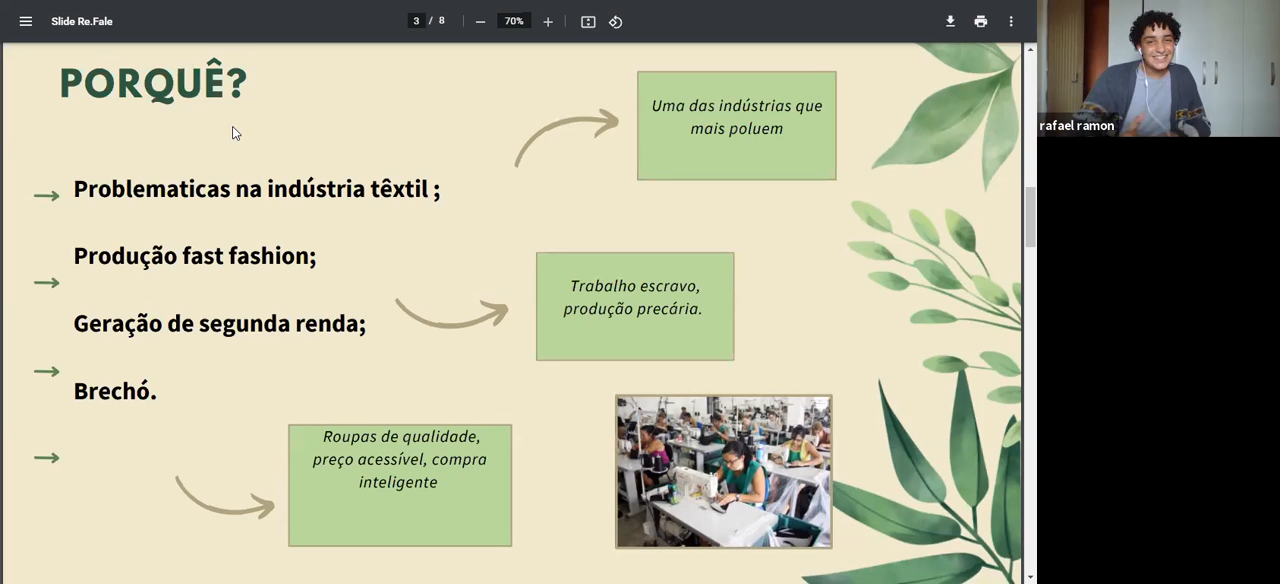 Slide Re.Fale
3 / 8
70%
PORQUÊ?
Uma das indústrias que
mais poluem
Problematicas na indústria têxtil ;
Produção fast fashion;
Trabalho escravo,
produção precária.
Geração de segunda renda;
Brechó.
Roupas de qualidade,
preço acessível, compra
inteligente
rafael ramon